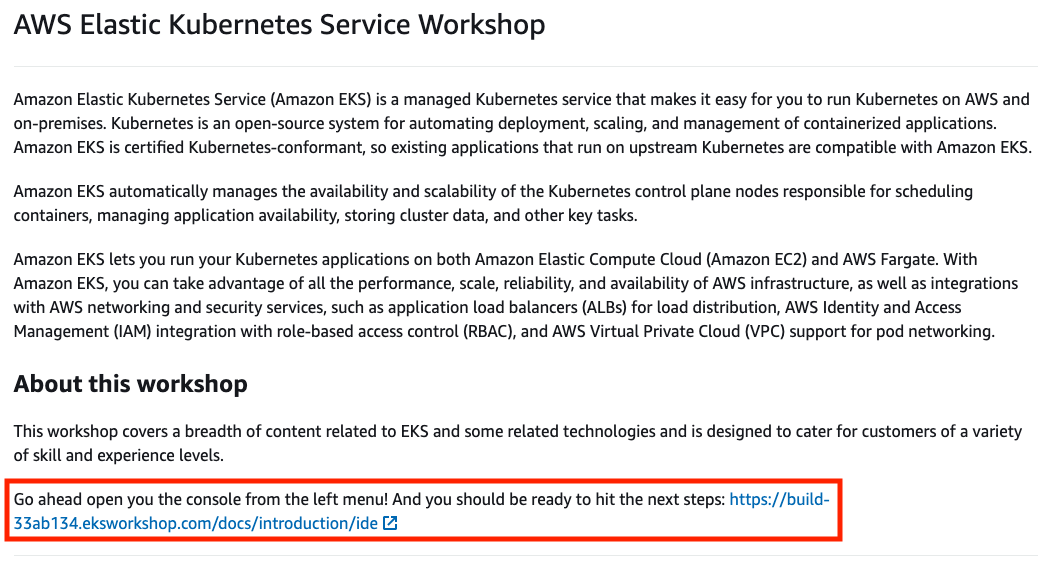 AWS Elastic Kubernetes Service Workshop
Amazon Elastic Kubernetes Service (Amazon EKS) is a managed Kubernetes service that makes it easy for you to run Kubernetes on AWS and
on-premises. Kubernetes is an open-source system for automating deployment, scaling, and management of containerized applications.
Amazon EKS is certified Kubernetes-conformant, so existing applications that run on upstream Kubernetes are compatible with Amazon EKS.
Amazon EKS automatically manages the availability and scalability of the Kubernetes control plane nodes responsible for scheduling
containers, managing application availability, storing cluster data, and other key tasks.
Amazon EKS lets you run your Kubernetes applications on both Amazon Elastic Compute Cloud (Amazon EC2) and AWS Fargate. With
Amazon EKS, you can take advantage of all the performance, scale, reliability, and availability of AWS infrastructure, as well as integrations
with AWS networking and security services, such as application load balancers (ALBs) for load distribution, AWS Identity and Access
Management (IAM) integration with role-based access control (RBAC), and AWS Virtual Private Cloud (VPC) support for pod networking.
About this workshop
This workshop covers a breadth of content related to EKS and some related technologies and is designed to cater for customers of a variety
of skill and experience levels.
Go ahead open you the console from the left menu! And you should be ready to hit the next steps: https://build-
33ab134.eksworkshop.com/docs/introduction/ide